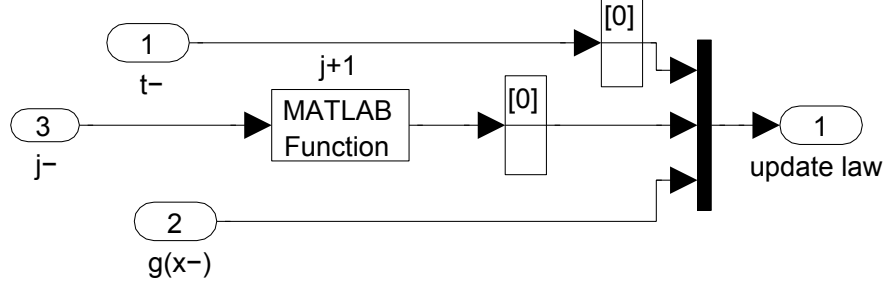 [0]
1
t−
j+1
[0]
MATLAB
Function
3
j−
1
update law
2
g(x−)